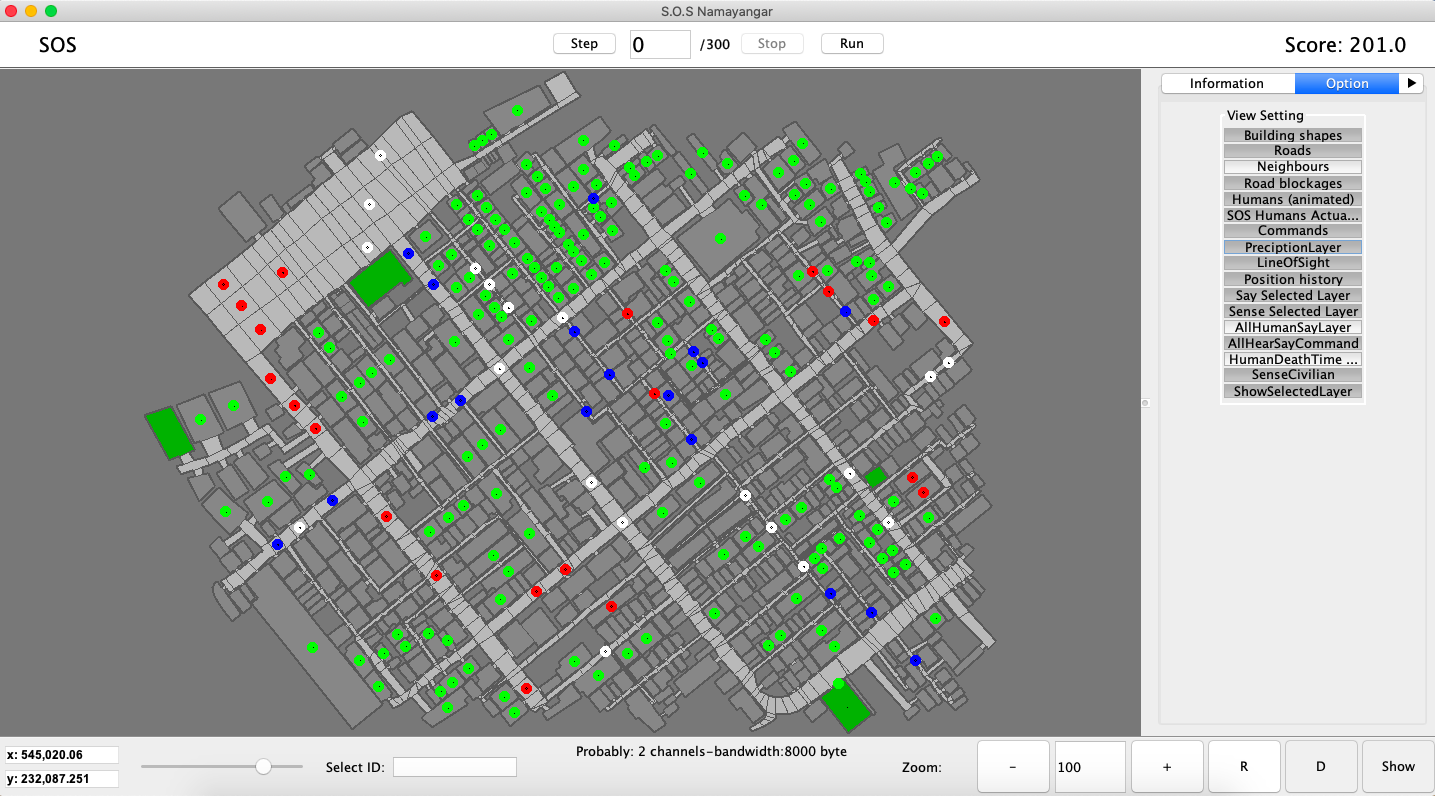 S.O.S Namayangar
SOS
Step
0
/300
Stop
Run
Score: 201.0
Information
Option
View Setting
Building shapes
Roads
Neighbours
Road blockages
Humans (animated)
SOS Humans Actua...
Commands
PreciptionLayer
LineOfSight
Position history
Say Selected Layer
Sense Selected Layer
AllHumanSayLayer
AllHearSayCommand
HumanDeathTime ...
SenseCivilian
ShowSelectedLayer
x: 545,020.06
y: 232,087.251
Select ID:
Probably: 2 channels-bandwidth:8000 byte
Zoom:
-
100
+
R
D
Show